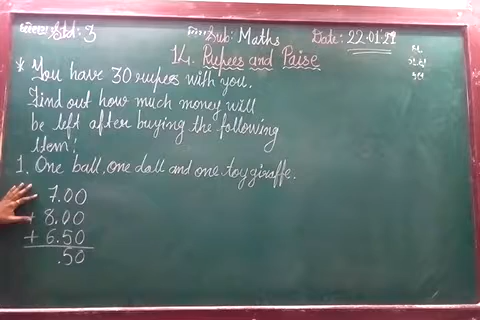 Std: 3 Sub: Maths Date: 22.01.21
14. Rupees and Paise
* You have 30 rupees with you.
Find out how much money will
be left after buying the following
item:
1. One ball, one doll and one toy giraffe.
7.00
+ 8.00
+ 6.50
.50